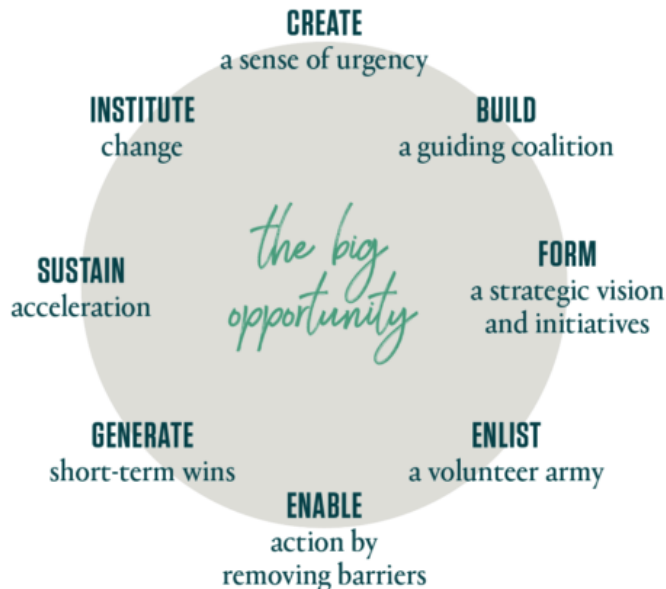 CREATE
a sense of urgency
BUILD
a guiding coalition
FORM
a strategic vision
and initiatives
ENLIST
a volunteer army
ENABLE
action by
removing barriers
GENERATE
short-term wins
SUSTAIN
acceleration
INSTITUTE
change
the big
opportunity